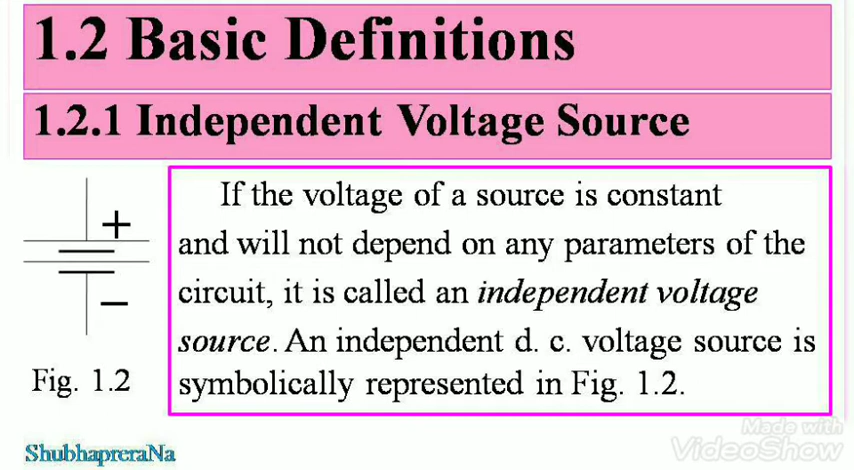 1.2 Basic Definitions
1.2.1 Independent Voltage Source
If the voltage of a source is constant
and will not depend on any parameters of the
circuit, it is called an independent voltage
source. An independent d. c. voltage source is
symbolically represented in Fig. 1.2.
+
−
Fig. 1.2
ShubhapreraNa
Made with
VideoShow